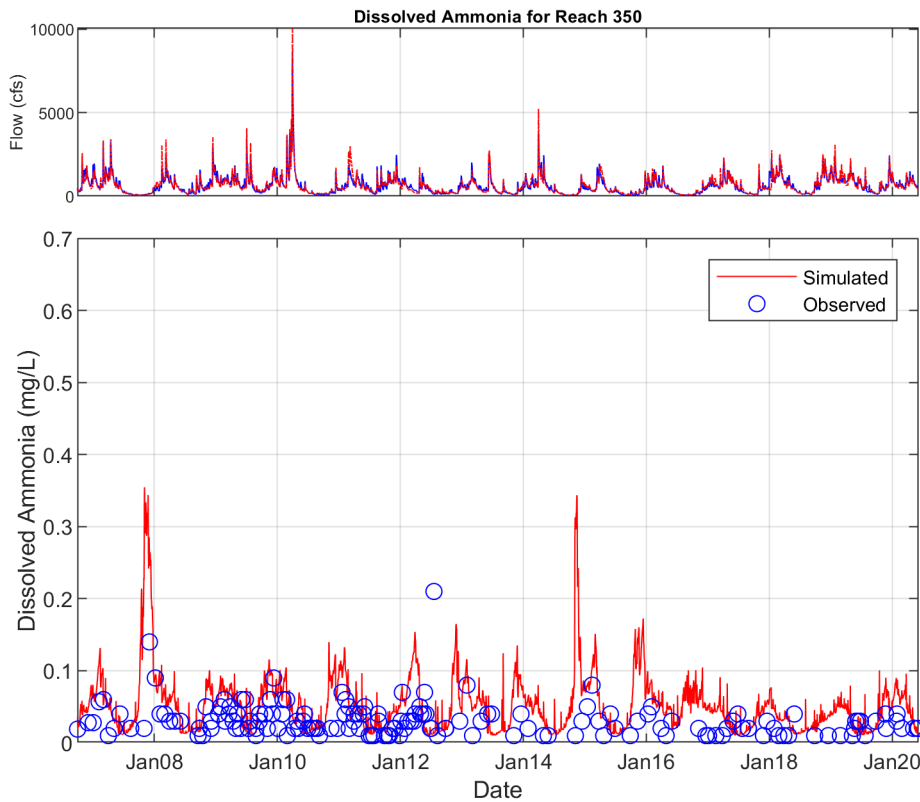 Dissolved Ammonia for Reach 350
10000
5000
0
Flow (cfs)
0.7
0.6
0.5
0.4
0.3
0.2
0.1
0
Dissolved Ammonia (mg/L)
Simulated
Observed
Jan08 Jan10 Jan12 Jan14 Jan16 Jan18 Jan20
Date